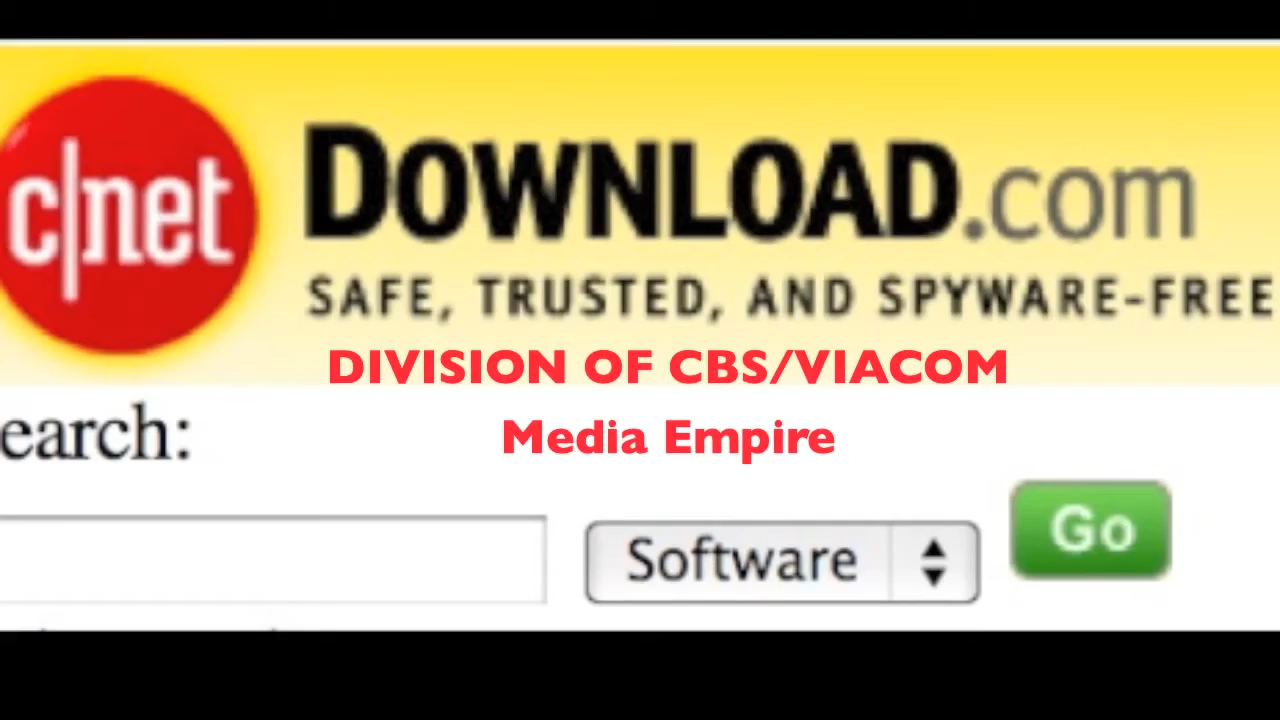 c|net
DOWNLOAD.com
SAFE, TRUSTED, AND SPYWARE-FREE
DIVISION OF CBS/VIACOM
earch:
Media Empire
Software
Go